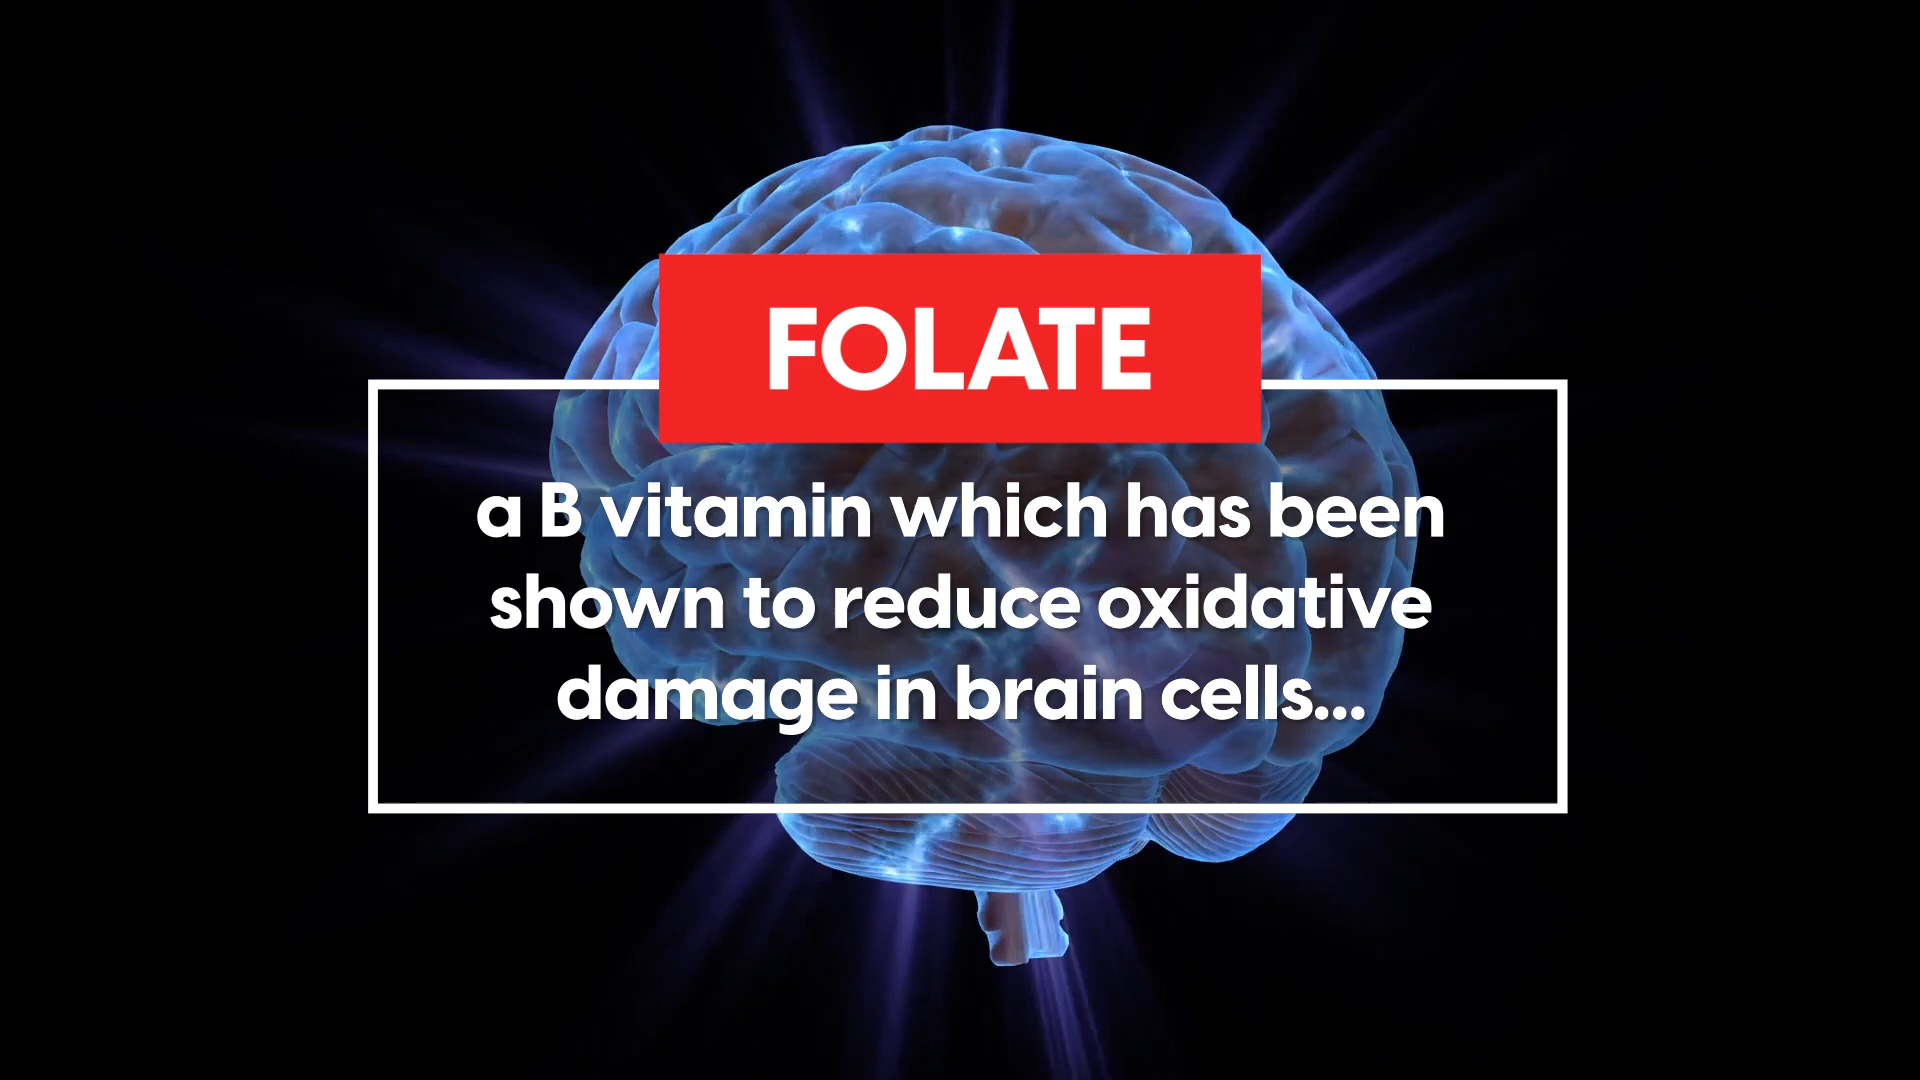 FOLATE
a B vitamin which has been
shown to reduce oxidative
damage in brain cells...